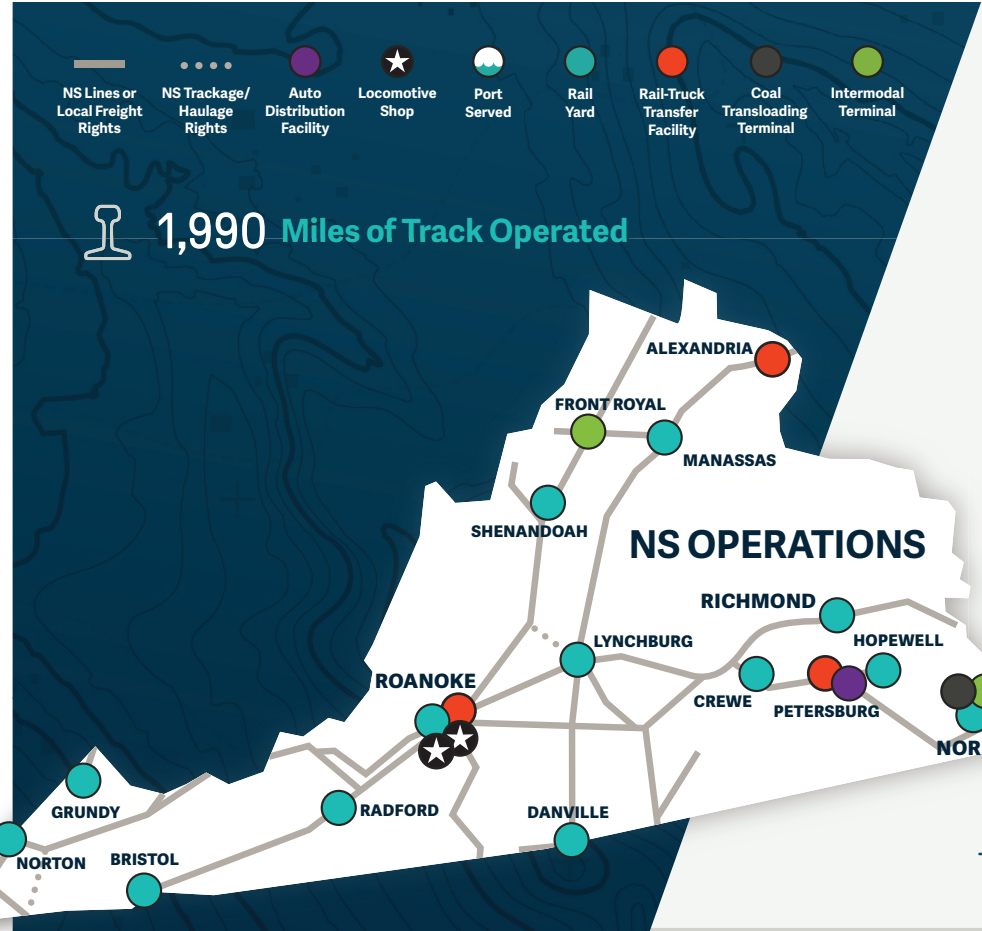 NS Lines or
Local Freight
Rights
NS Trackage/
Haulage
Rights
Auto
Distribution
Facility
Locomotive
Shop
Port
Served
Rail
Yard
Rail-Truck
Transfer
Facility
Coal
Transloading
Terminal
Intermodal
Terminal
1,990 Miles of Track Operated
ALEXANDRIA
FRONT ROYAL
MANASSAS
SHENANDOAH
NS OPERATIONS
RICHMOND
HOPEWELL
LYNCHBURG
ROANOKE
CREWE
PETERSBURG
NOR
GRUNDY
RADFORD
DANVILLE
NORTON
BRISTOL